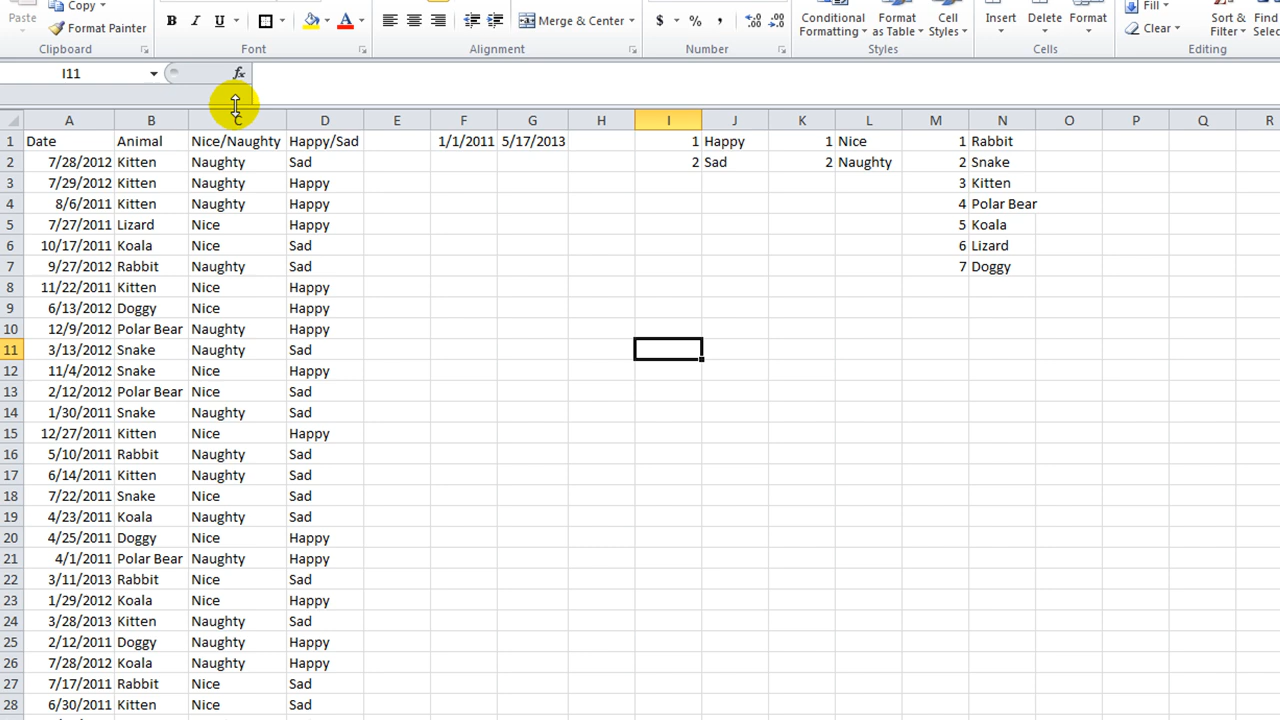 Paste Copy Format Painter B I U Merge & Center $ % , Conditional Formatting Format as Table Cell Styles Insert Delete Format Fill Clear Sort & Filter
Clipboard Font Alignment Number Styles Cells Editing
I11 fx
A B C D E F G H I J K L M N O P Q R
1 Date Animal Nice/Naughty Happy/Sad 1/1/2011 5/17/2013 1 Happy 1 Nice 1 Rabbit
2 7/28/2012 Kitten Naughty Sad 2 Sad 2 Naughty 2 Snake
3 7/29/2012 Kitten Naughty Happy 3 Kitten
4 8/6/2011 Kitten Naughty Happy 4 Polar Bear
5 7/27/2011 Lizard Nice Happy 5 Koala
6 10/17/2011 Koala Nice Sad 6 Lizard
7 9/27/2012 Rabbit Naughty Sad 7 Doggy
8 11/22/2011 Kitten Nice Happy
9 6/13/2012 Doggy Nice Happy
10 12/9/2012 Polar Bear Naughty Happy
11 3/13/2012 Snake Naughty Sad
12 11/4/2012 Snake Nice Happy
13 2/12/2012 Polar Bear Nice Sad
14 1/30/2011 Snake Naughty Sad
15 12/27/2011 Kitten Nice Happy
16 5/10/2011 Rabbit Naughty Sad
17 6/14/2011 Kitten Naughty Sad
18 7/22/2011 Snake Nice Sad
19 4/23/2011 Koala Naughty Sad
20 4/25/2011 Doggy Nice Happy
21 4/1/2011 Polar Bear Naughty Happy
22 3/11/2013 Rabbit Nice Sad
23 1/29/2012 Koala Nice Happy
24 3/28/2013 Kitten Naughty Sad
25 2/12/2011 Doggy Naughty Happy
26 7/28/2012 Koala Naughty Happy
27 7/17/2011 Rabbit Nice Sad
28 6/30/2011 Kitten Nice Sad